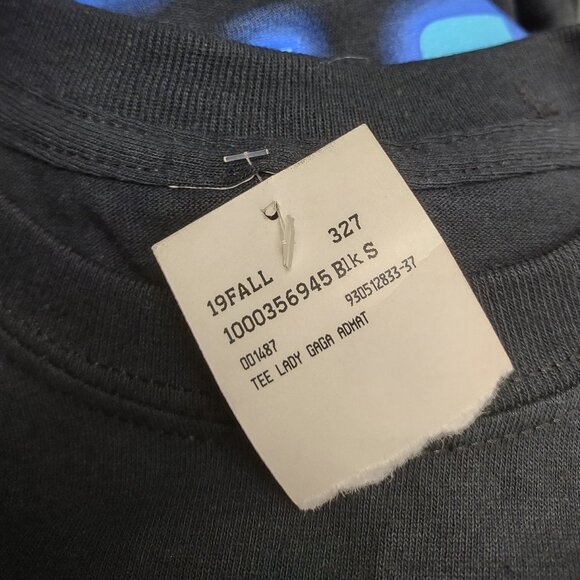 19FALL 327
1000356945 Blk S
001487 930512833-37
TEE LADY GAGA ADMAT